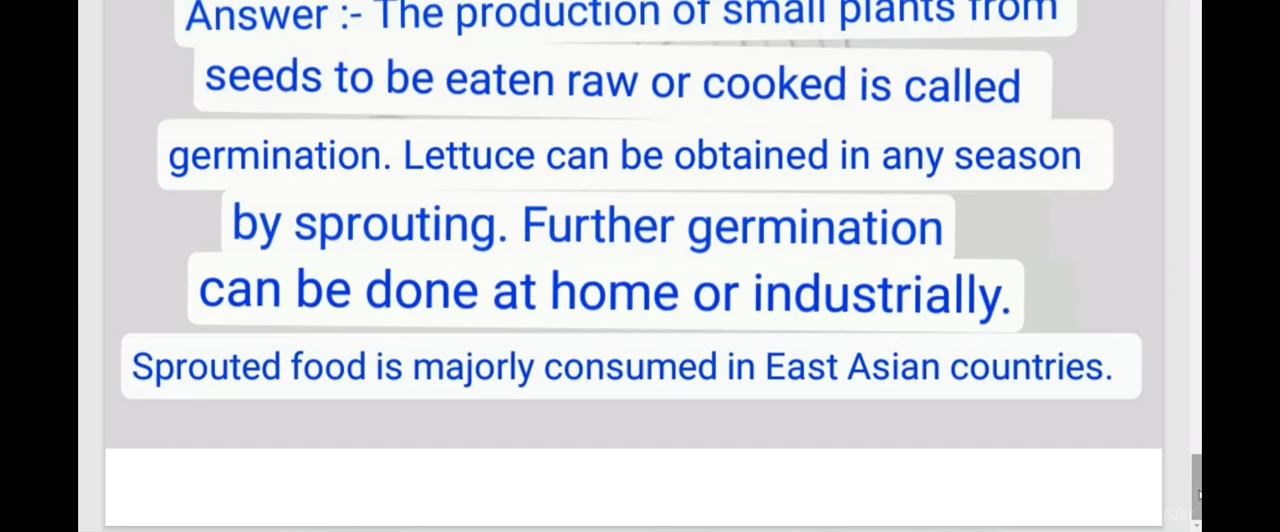 Answer :- The production of small plants from
seeds to be eaten raw or cooked is called
germination. Lettuce can be obtained in any season
by sprouting. Further germination
can be done at home or industrially.
Sprouted food is majorly consumed in East Asian countries.